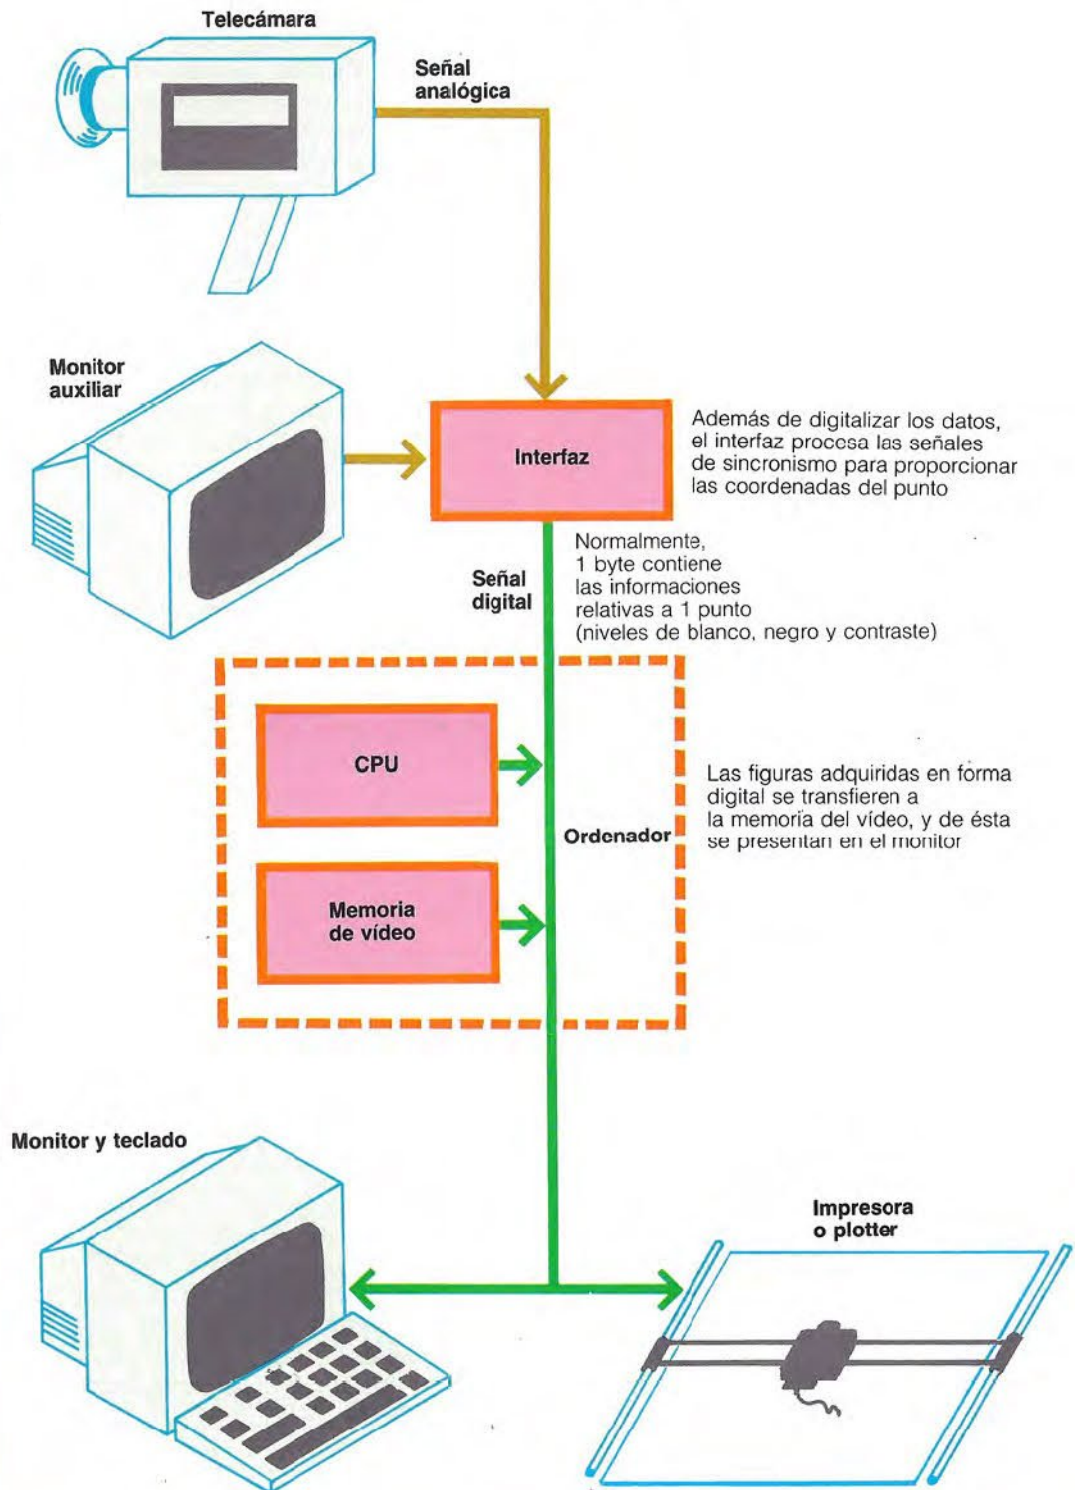 Telecámara
Señal
analógica
Monitor
auxiliar
Interfaz
Además de digitalizar los datos,
el interfaz procesa las señales
de sincronismo para proporcionar
las coordenadas del punto
Normalmente,
1 byte contiene
las informaciones
relativas a 1 punto
(niveles de blanco, negro y contraste)
Señal
digital
CPU
Ordenador
Las figuras adquiridas en forma
digital se transfieren a
la memoria del vídeo, y de ésta
se presentan en el monitor
Memoria
de vídeo
Monitor y teclado
Impresora
o plotter